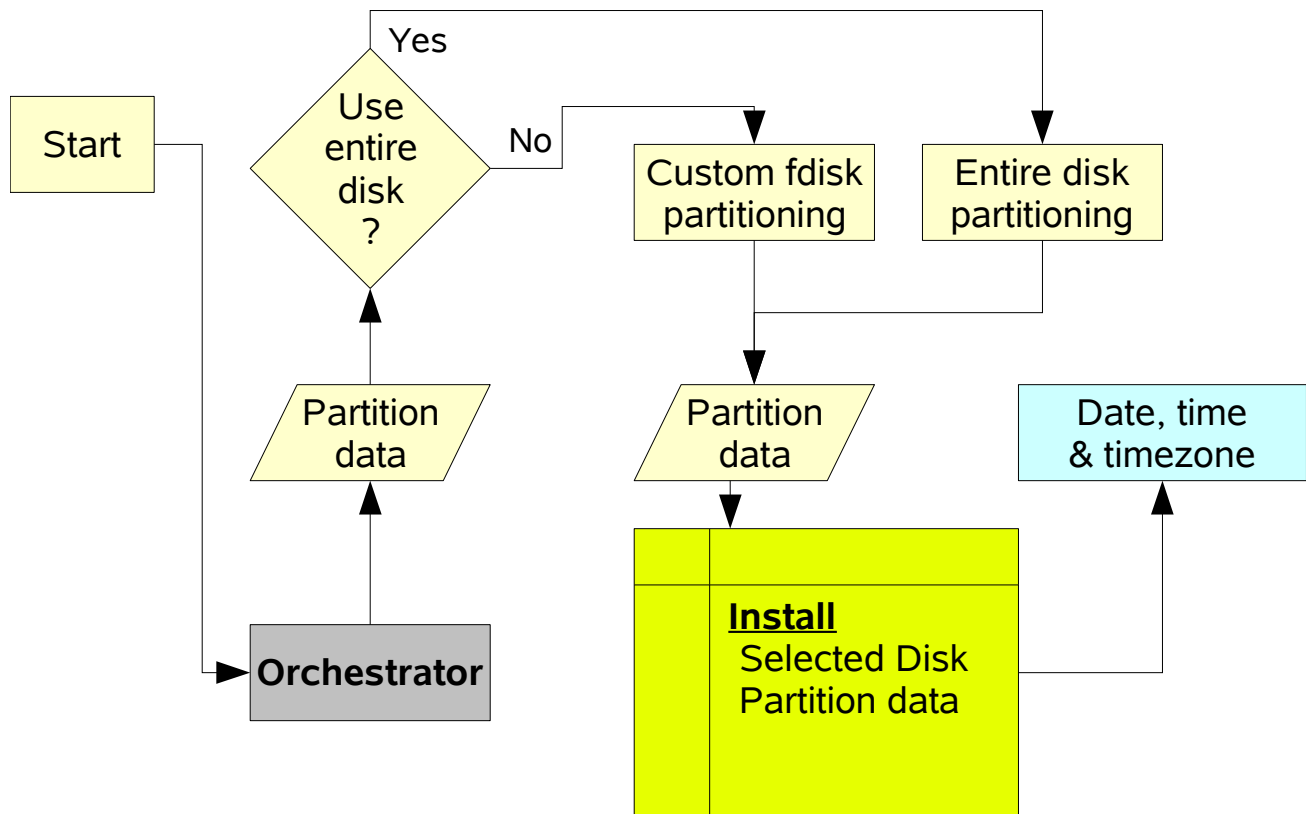 Start
Use
entire
disk
?
Yes
No
Custom fdisk
partitioning
Entire disk
partitioning
Partition
data
Partition
data
Date, time
& timezone
Orchestrator
Install
Selected Disk
Partition data